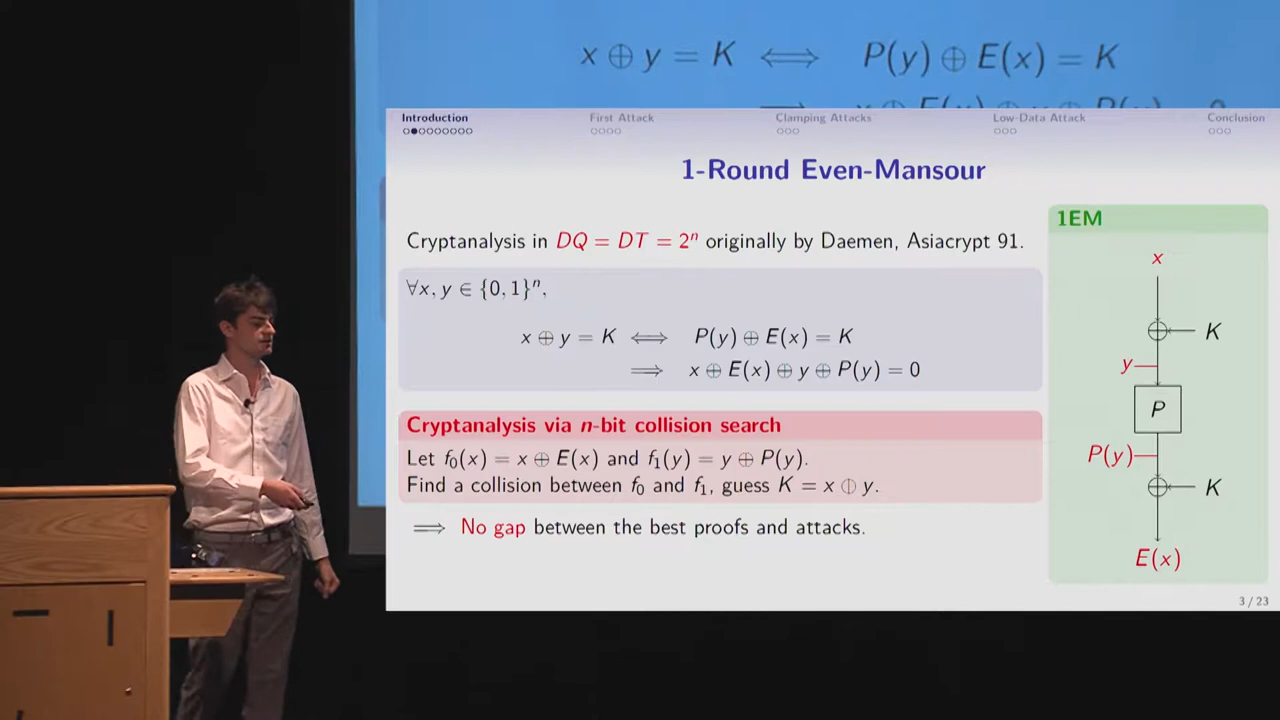 x ⊕ y = K ⟺ P(y) ⊕ E(x) = K
Introduction First Attack Clamping Attacks Low-Data Attack Conclusion
1-Round Even-Mansour
Cryptanalysis in DQ = DT = 2ⁿ originally by Daemen, Asiacrypt 91.
∀x, y ∈ {0, 1}ⁿ,
x ⊕ y = K ⟺ P(y) ⊕ E(x) = K
⟹ x ⊕ E(x) ⊕ y ⊕ P(y) = 0
Cryptanalysis via n-bit collision search
Let f₀(x) = x ⊕ E(x) and f₁(y) = y ⊕ P(y).
Find a collision between f₀ and f₁, guess K = x ⊕ y.
⟹ No gap between the best proofs and attacks.
1EM
x
K
y
P
P(y)
K
E(x)
3 / 23